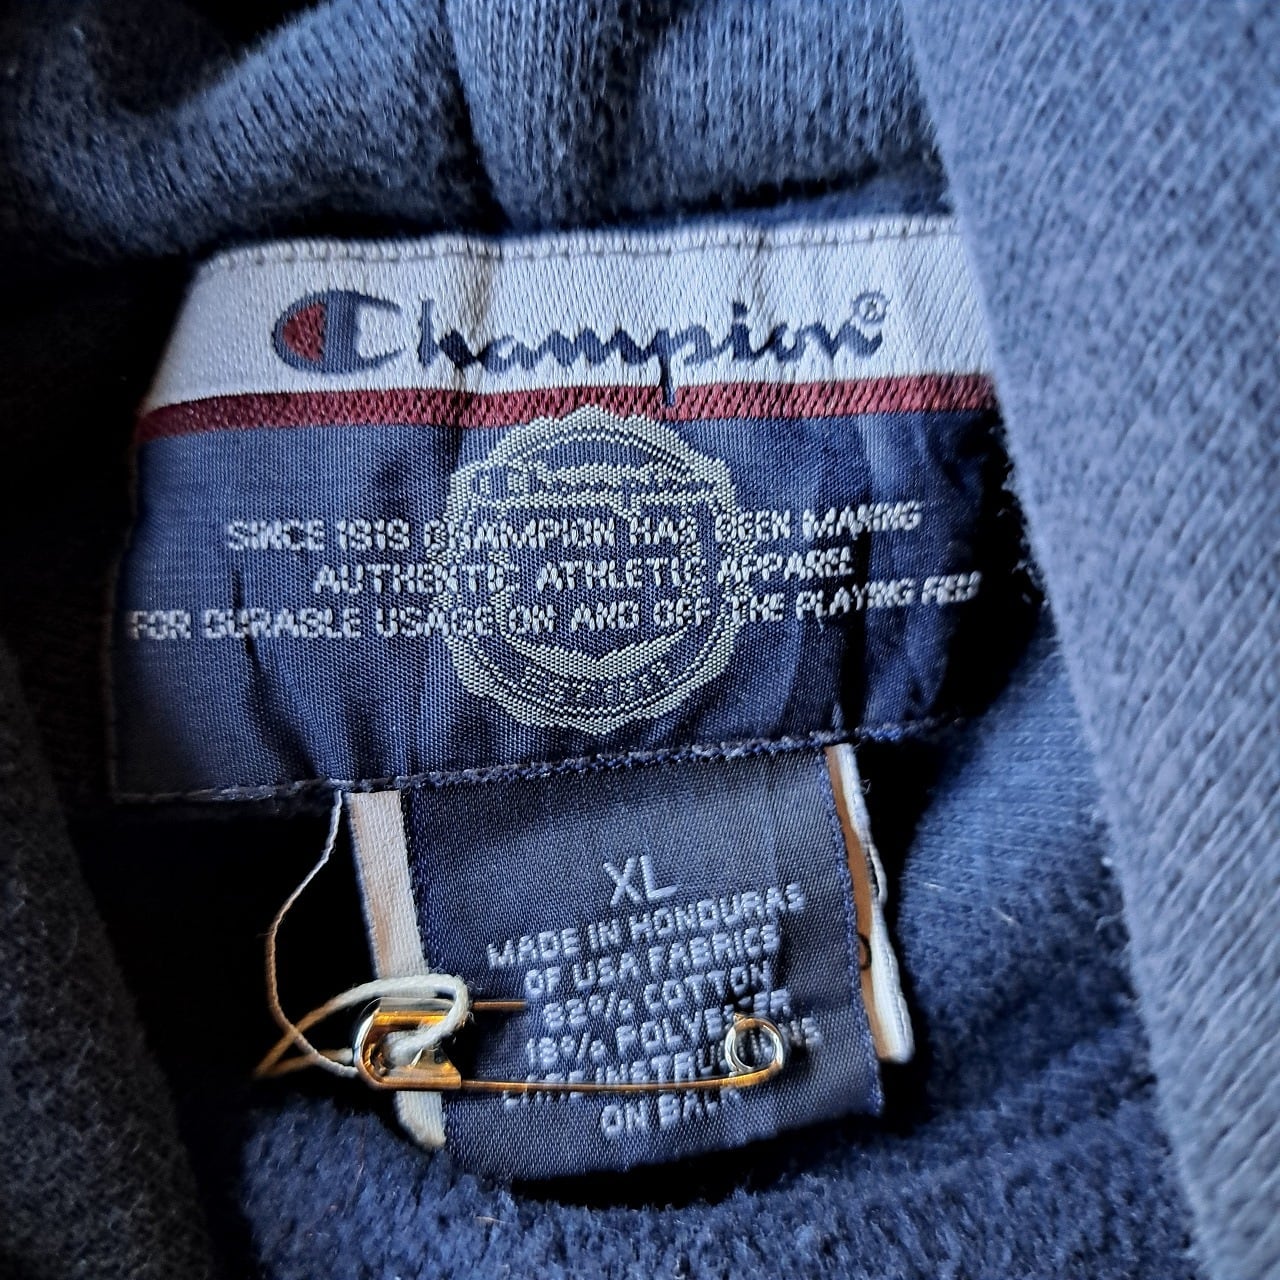 Champion®
SINCE 1919 CHAMPION HAS BEEN MAKING
AUTHENTIC ATHLETIC APPAREL
FOR DURABLE USAGE ON AND OFF THE PLAYING
XL
MADE IN HONDURAS
OF USA FABRICS
82% COTTON
18% POLYESTER
INSTRUCTIONS
ON BACK